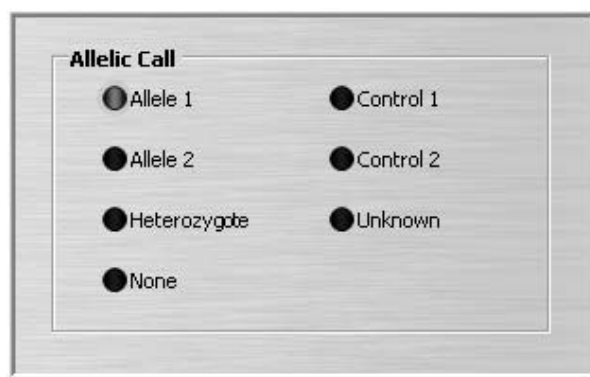 Allelic Call
Allele 1
Control 1
Allele 2
Control 2
Heterozygote
Unknown
None